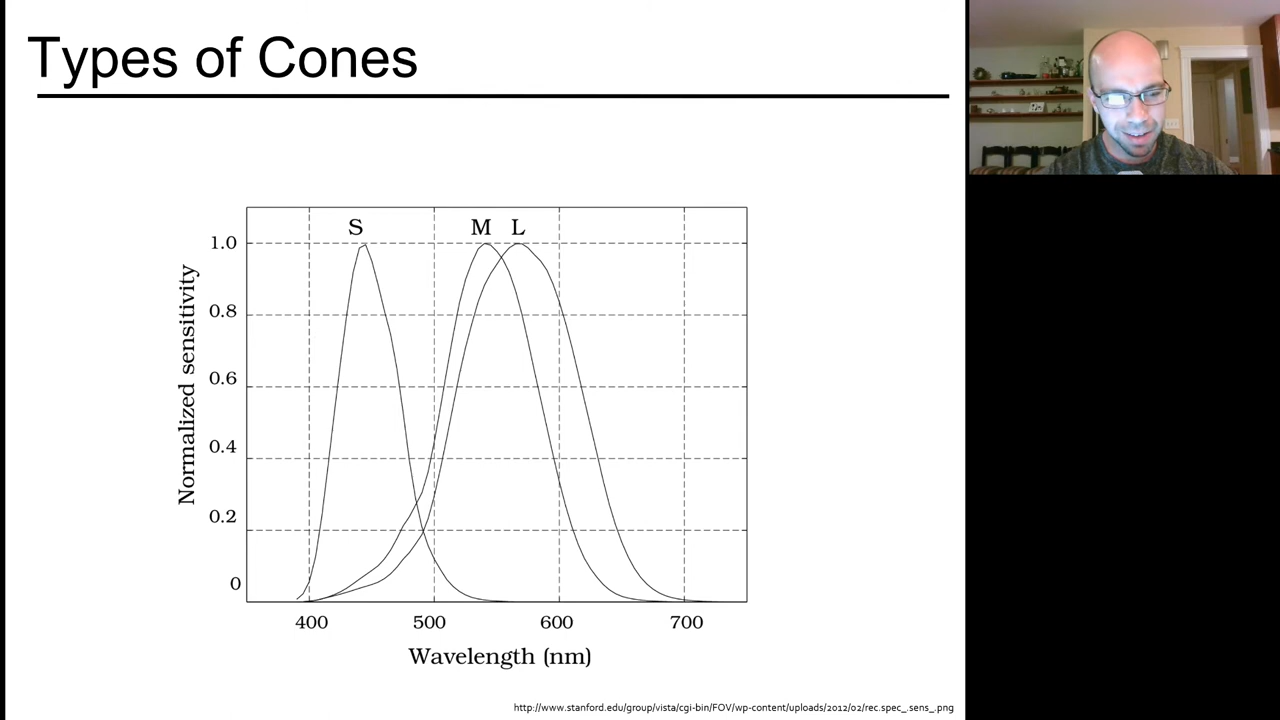 Types of Cones
S M L
1.0
0.8
0.6
0.4
0.2
0
Normalized sensitivity
400 500 600 700
Wavelength (nm)
http://www.stanford.edu/group/vista/cgi-bin/FOV/wp-content/uploads/2012/02/rec.spec_.sens_.png